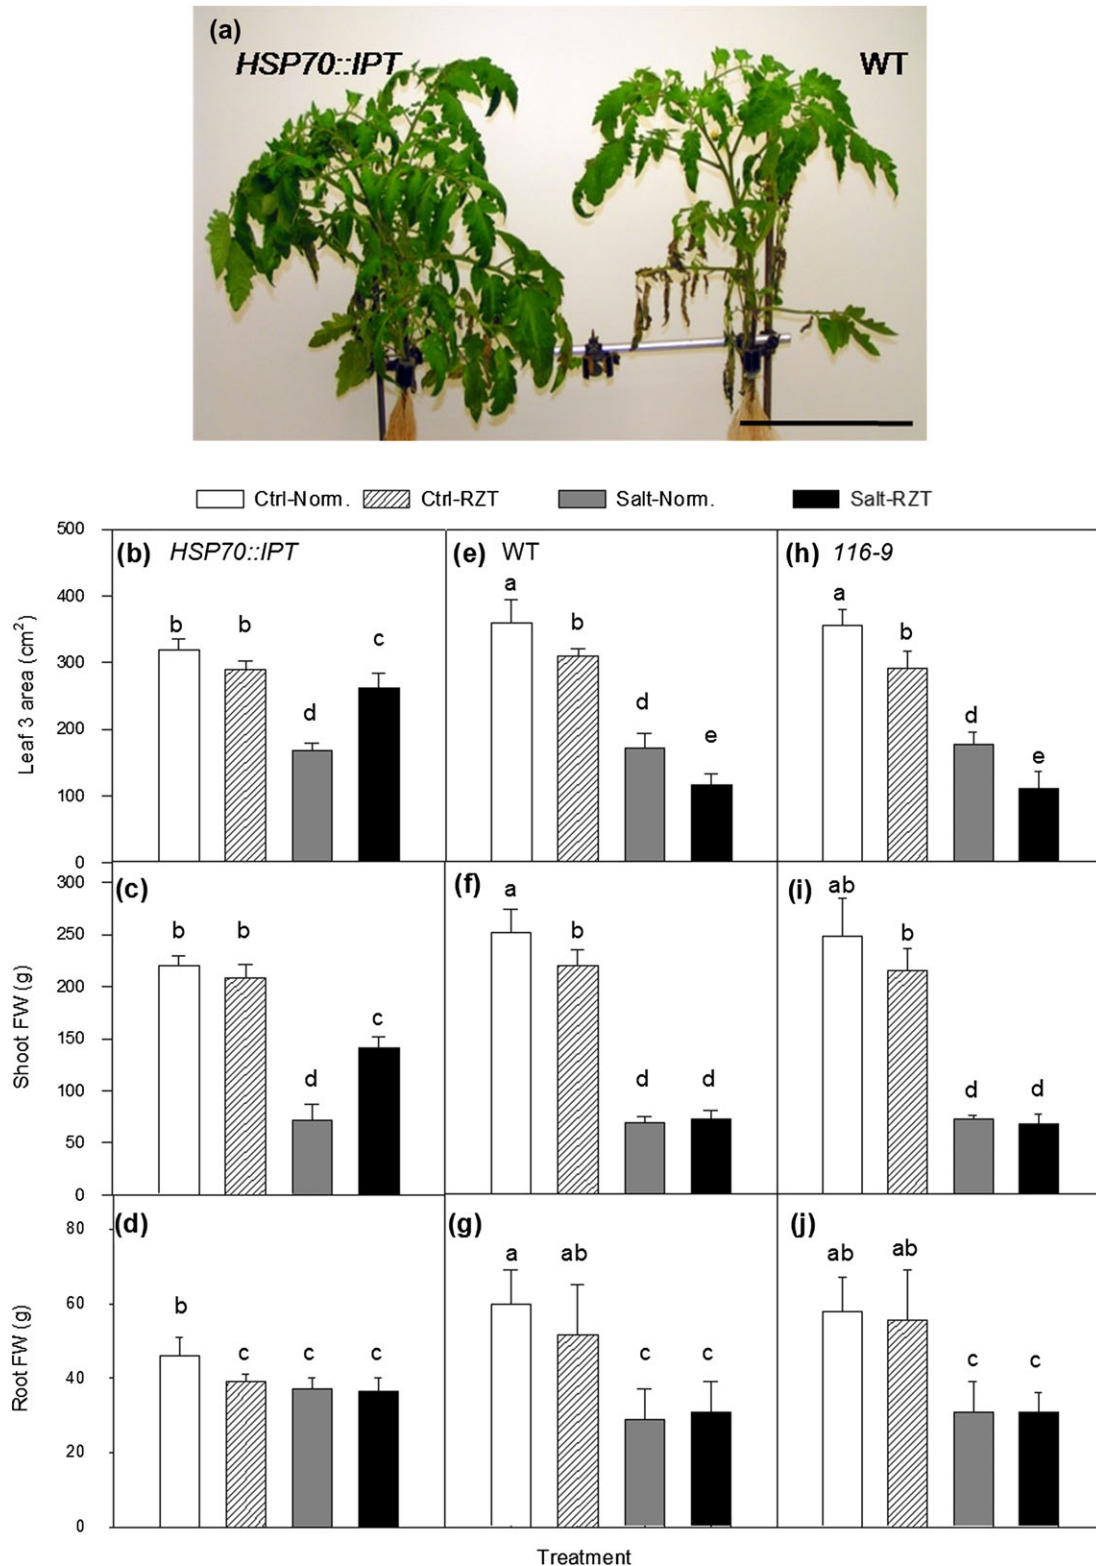 (a)
HSP70::IPT WT
Ctrl-Norm. Ctrl-RZT Salt-Norm. Salt-RZT
(b) HSP70::IPT
(e) WT
(h) 116-9
Leaf 3 area (cm²)
500
400
300
200
100
0
b b d c
a b d e
a b d e
(c)
(f)
(i)
Shoot FW (g)
300
250
200
150
100
50
0
b b d c
a b d d
ab b d d
(d)
(g)
(j)
Root FW (g)
80
60
40
20
0
b c c c
a ab c c
ab ab c c
Treatment